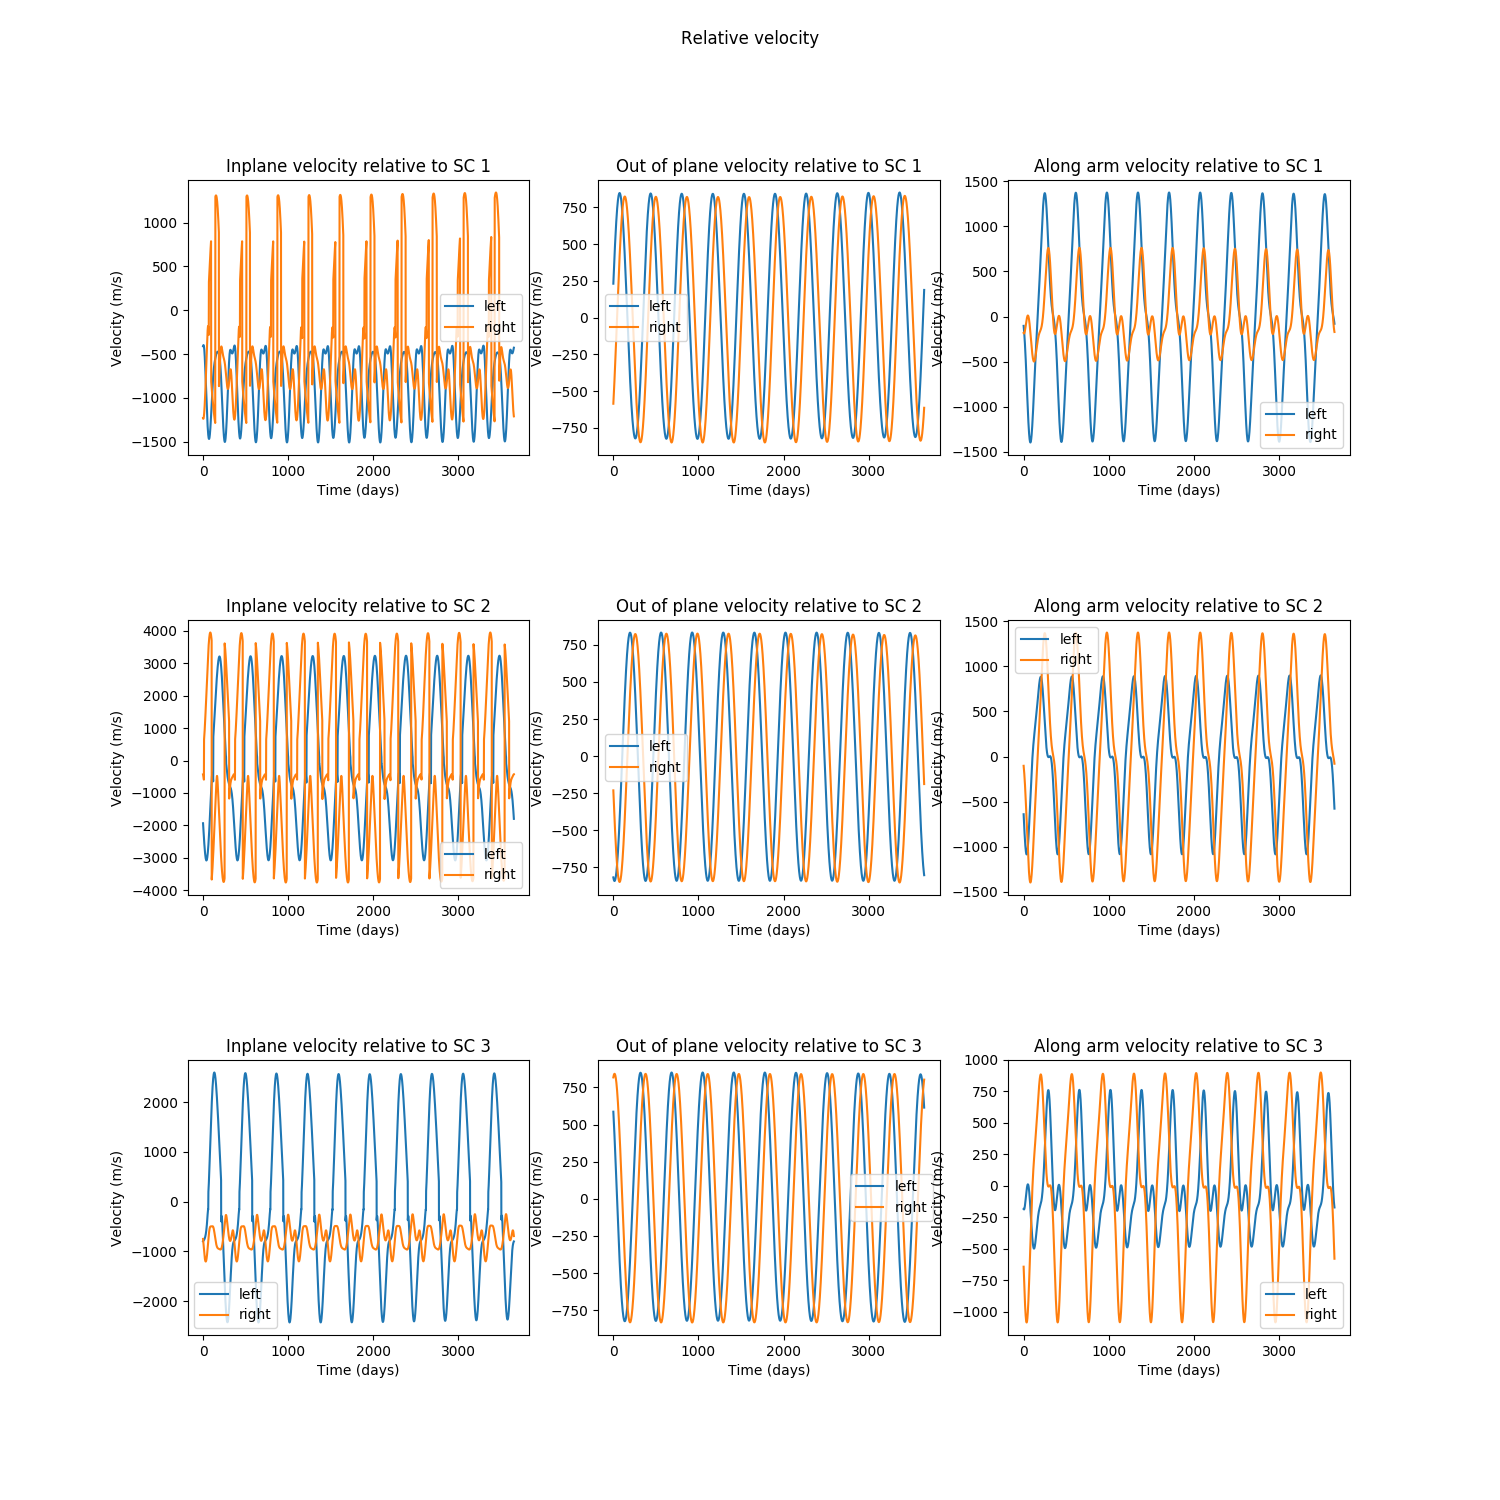 Relative velocity
Inplane velocity relative to SC 1
Velocity (m/s)
1000
500
0
−500
−1000
−1500
left
right
0 1000 2000 3000
Time (days)
Out of plane velocity relative to SC 1
Velocity (m/s)
750
500
250
0
−250
−500
−750
left
right
0 1000 2000 3000
Time (days)
Along arm velocity relative to SC 1
Velocity (m/s)
1500
1000
500
0
−500
−1000
−1500
left
right
0 1000 2000 3000
Time (days)
Inplane velocity relative to SC 2
Velocity (m/s)
4000
3000
2000
1000
0
−1000
−2000
−3000
−4000
left
right
0 1000 2000 3000
Time (days)
Out of plane velocity relative to SC 2
Velocity (m/s)
750
500
250
0
−250
−500
−750
left
right
0 1000 2000 3000
Time (days)
Along arm velocity relative to SC 2
Velocity (m/s)
1500
1000
500
0
−500
−1000
−1500
left
right
0 1000 2000 3000
Time (days)
Inplane velocity relative to SC 3
Velocity (m/s)
2000
1000
0
−1000
−2000
left
right
0 1000 2000 3000
Time (days)
Out of plane velocity relative to SC 3
Velocity (m/s)
750
500
250
0
−250
−500
−750
left
right
0 1000 2000 3000
Time (days)
Along arm velocity relative to SC 3
Velocity (m/s)
1000
750
500
250
0
−250
−500
−750
−1000
left
right
0 1000 2000 3000
Time (days)